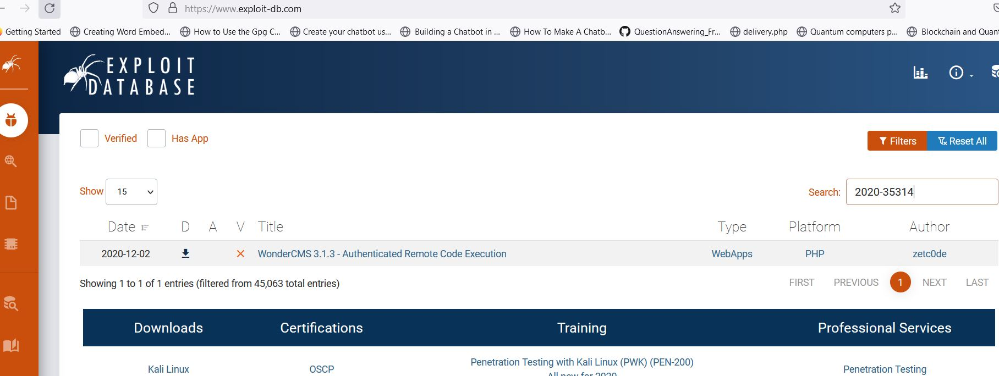 https://www.exploit-db.com
Getting Started Creating Word Embed... How to Use the Gpg C... Create your chatbot us... Building a Chatbot in ... How To Make A Chatb... QuestionAnswering_Fr... delivery.php Quantum computers p... Blockchain and Quant
EXPLOIT
DATABASE
Verified Has App
Filters Reset All
Show 15 Search: 2020-35314
Date D A V Title Type Platform Author
2020-12-02 WonderCMS 3.1.3 - Authenticated Remote Code Execution WebApps PHP zetc0de
Showing 1 to 1 of 1 entries (filtered from 45,063 total entries) FIRST PREVIOUS 1 NEXT LAST
Downloads Certifications Training Professional Services
Kali Linux OSCP Penetration Testing with Kali Linux (PWK) (PEN-200) Penetration Testing
All new for 2020